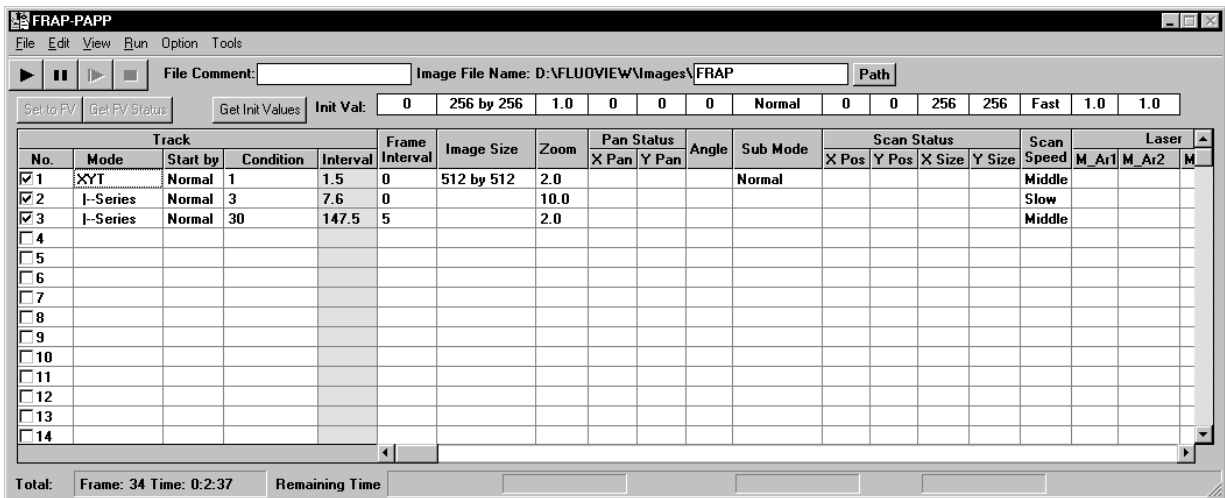 FRAP-PAPP
File Edit View Run Option Tools
File Comment: Image File Name: D:\FLUOVIEW\Images\ FRAP Path
Set to FV Get FV Status Get Init Values Init Val: 0 256 by 256 1.0 0 0 0 Normal 0 0 256 256 Fast 1.0 1.0
Track Frame Interval Image Size Zoom Pan Status Angle Sub Mode Scan Status Scan Speed Laser
No. Mode Start by Condition Interval X Pan Y Pan X Pos Y Pos X Size Y Size M_Ar1 M_Ar2 M
1 XYT Normal 1 1.5 0 512 by 512 2.0 Normal Middle
2 |--Series Normal 3 7.6 0 10.0 Slow
3 |--Series Normal 30 147.5 5 2.0 Middle
4
5
6
7
8
9
10
11
12
13
14
Total: Frame: 34 Time: 0:2:37 Remaining Time